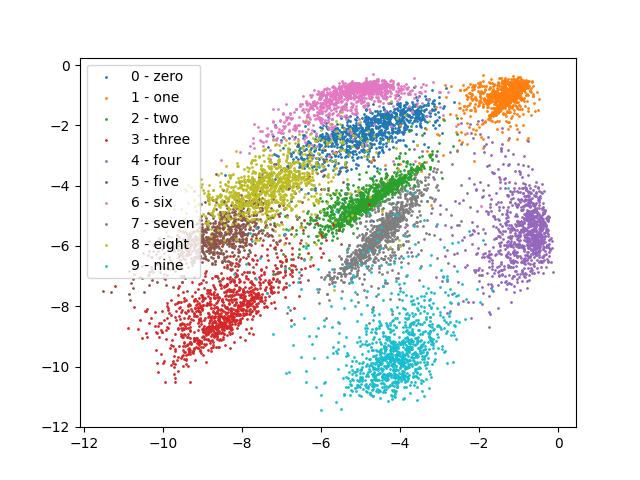 0 - zero
1 - one
2 - two
3 - three
4 - four
5 - five
6 - six
7 - seven
8 - eight
9 - nine
0
−2
−4
−6
−8
−10
−12
−12 −10 −8 −6 −4 −2 0